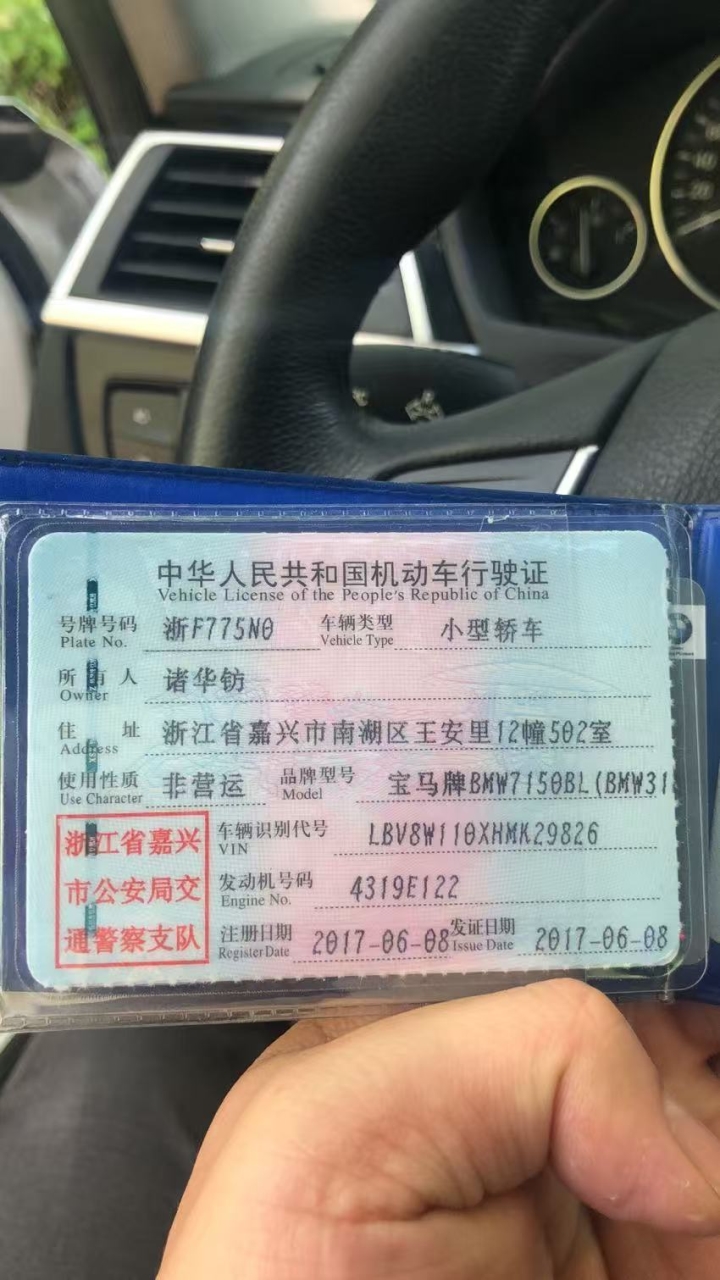 中华人民共和国机动车行驶证
Vehicle License of the People's Republic of China
号牌号码 浙F775N0 车辆类型 小型轿车
Plate No. Vehicle Type
所有人 诸华钫
Owner
住址 浙江省嘉兴市南湖区王安里12幢502室
Address
使用性质 非营运 品牌型号 宝马牌BMW7150BL(BMW31
Use Character Model
浙江省嘉兴
市公安局交
通警察支队
车辆识别代号 LBV8W110XHMK29826
VIN
发动机号码 4319E122
Engine No.
注册日期 2017-06-08 发证日期 2017-06-08
Register Date Issue Date